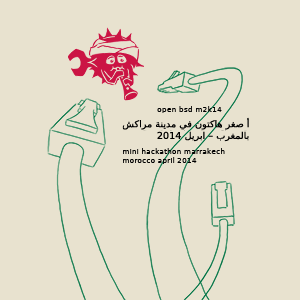 open bsd m2k14
أ صغر هاكتون في مدينة مراكش
بالمغرب - ابريل 2014
mini hackathon marrakech
morocco april 2014